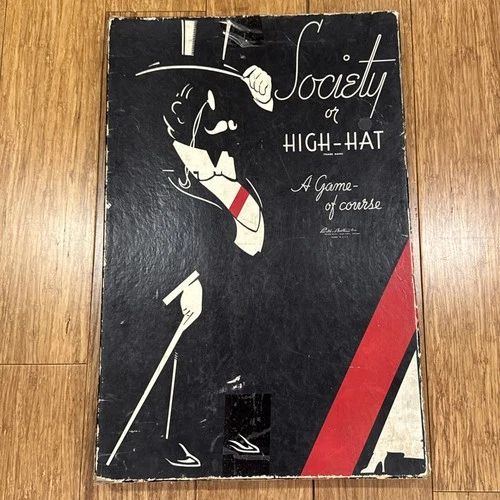 Society
or
HIGH-HAT
TRADE MARK
A Game-
of course